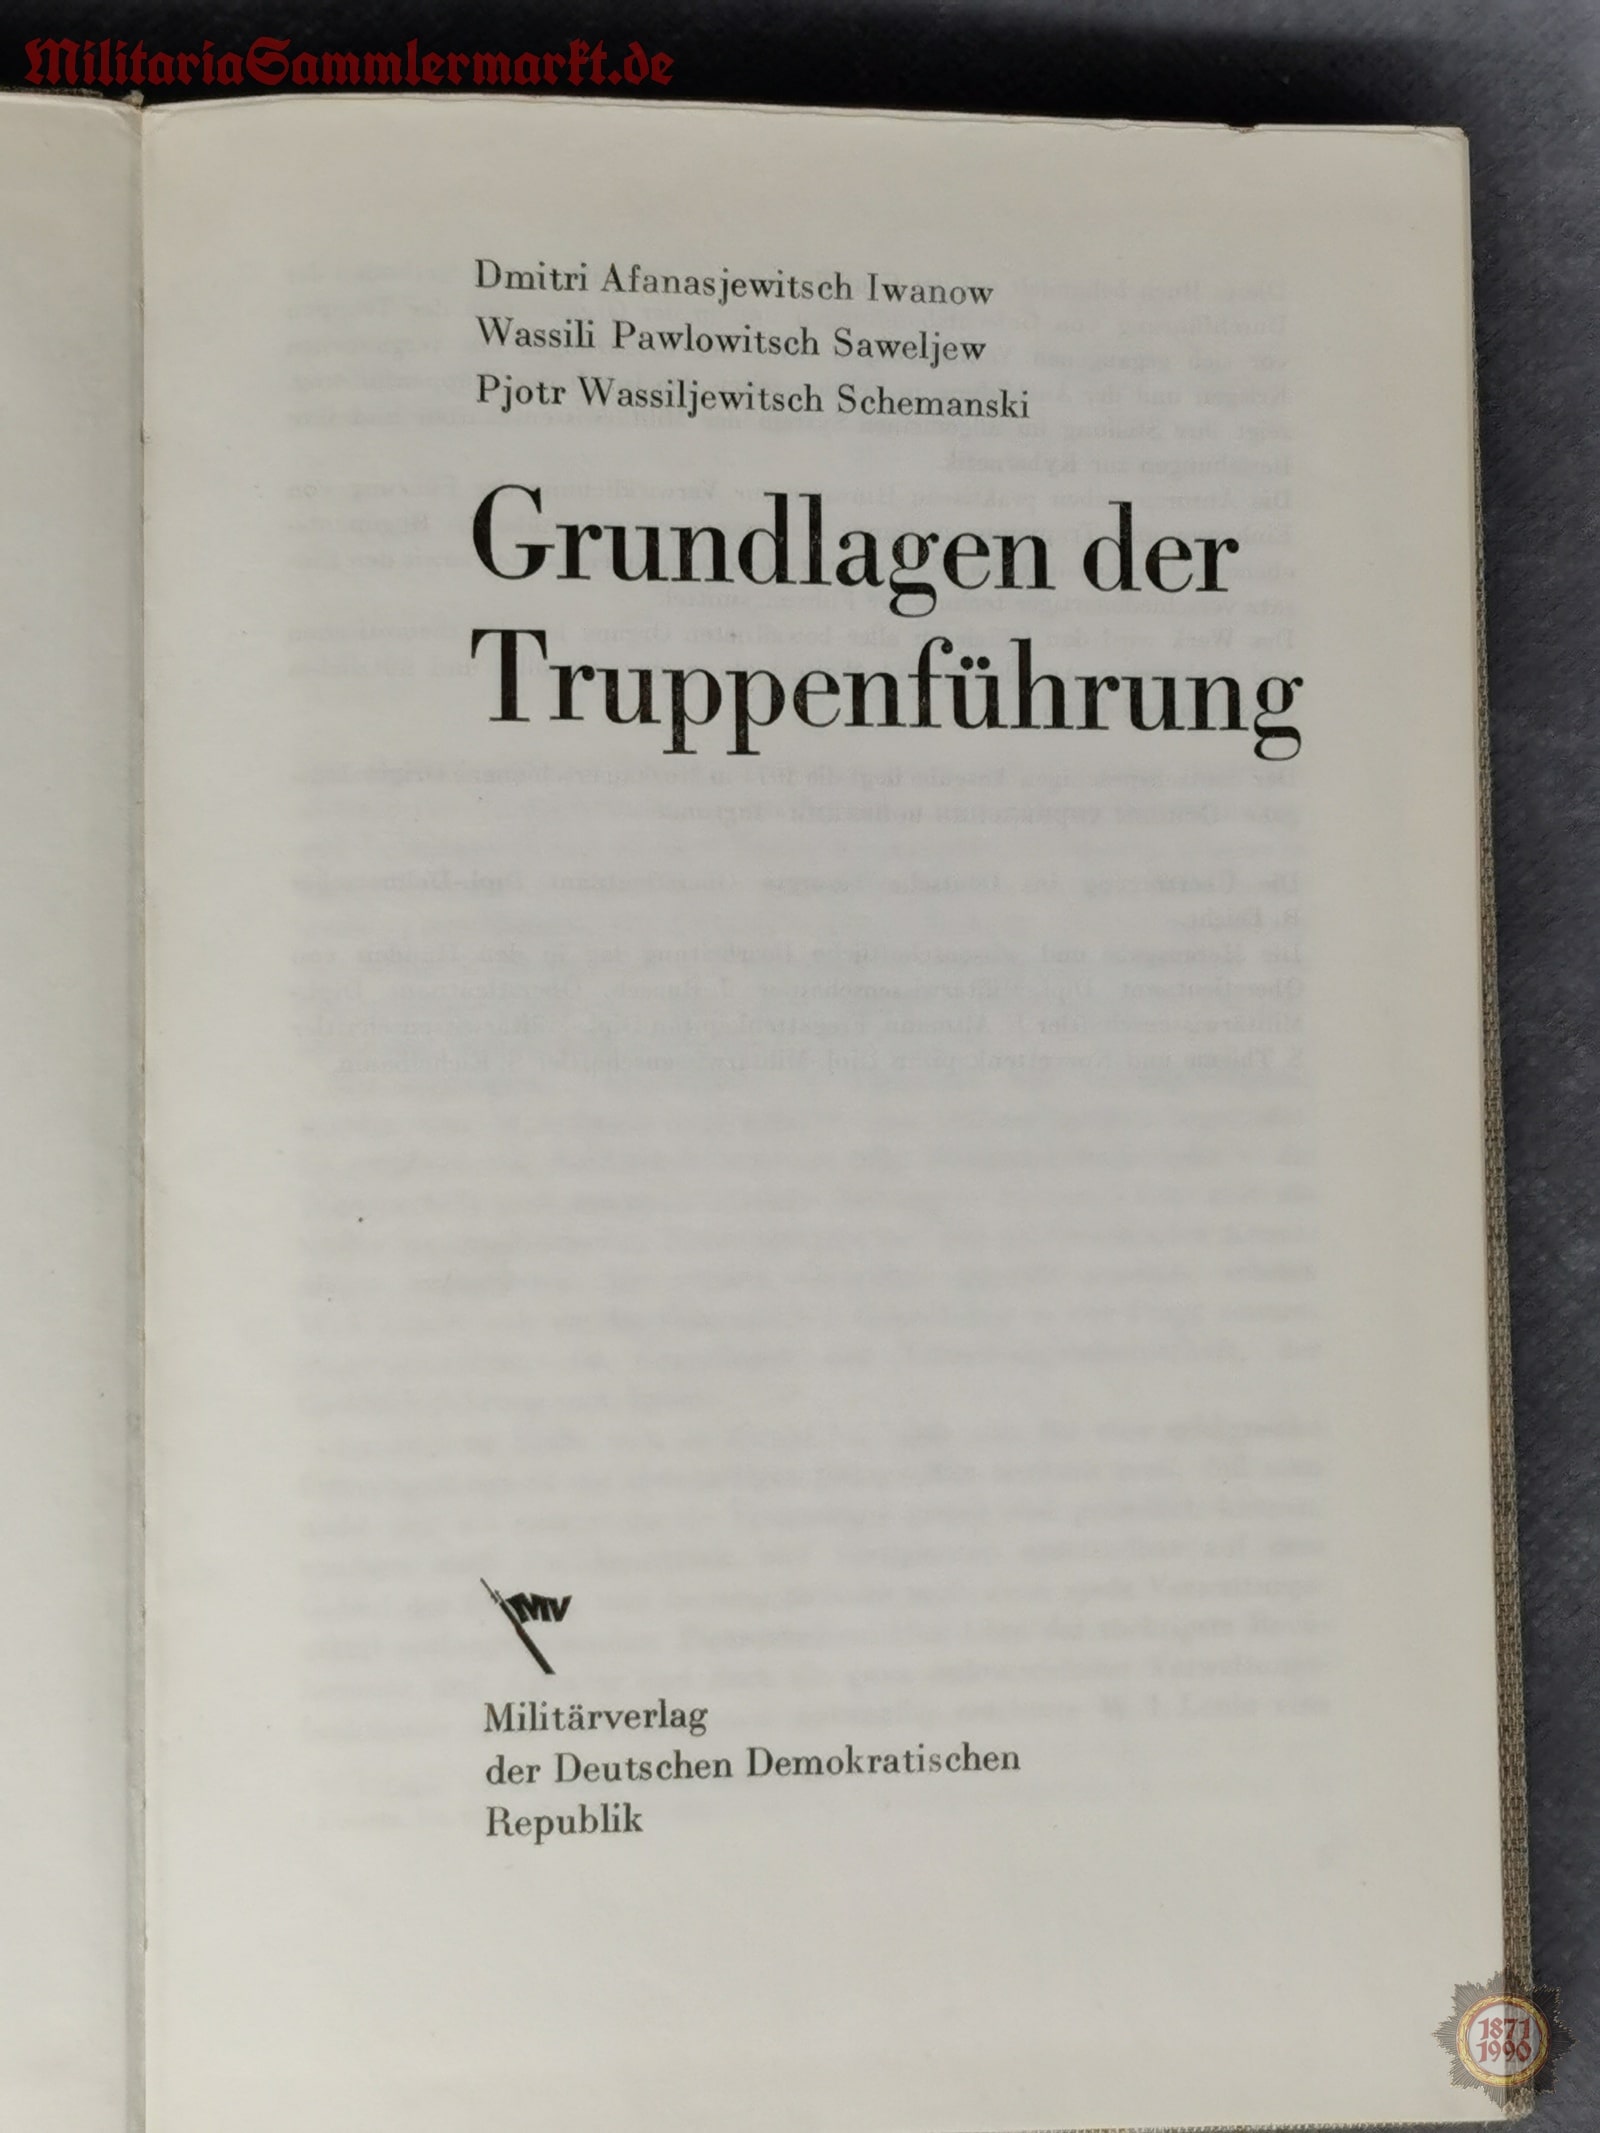 MilitariaSammlermarkt.de
Dmitri Afanasjewitsch Iwanow
Wassili Pawlowitsch Saweljew
Pjotr Wassiljewitsch Schemanski
Grundlagen der
Truppenführung
MV
Militärverlag
der Deutschen Demokratischen
Republik
1871
1990